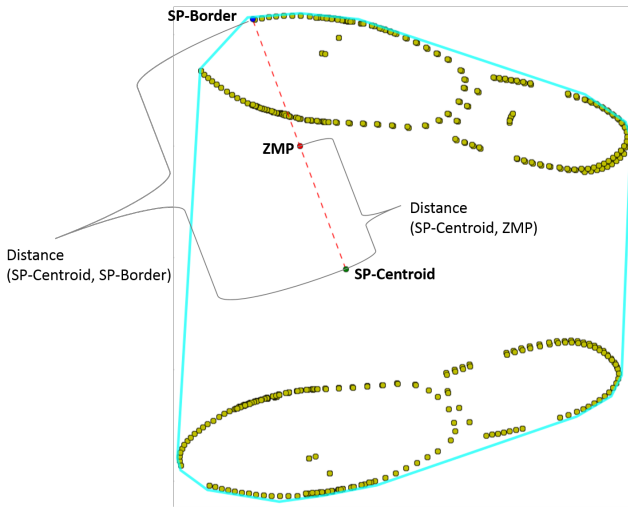 SP-Border
ZMP
Distance
(SP-Centroid, ZMP)
Distance
(SP-Centroid, SP-Border)
SP-Centroid